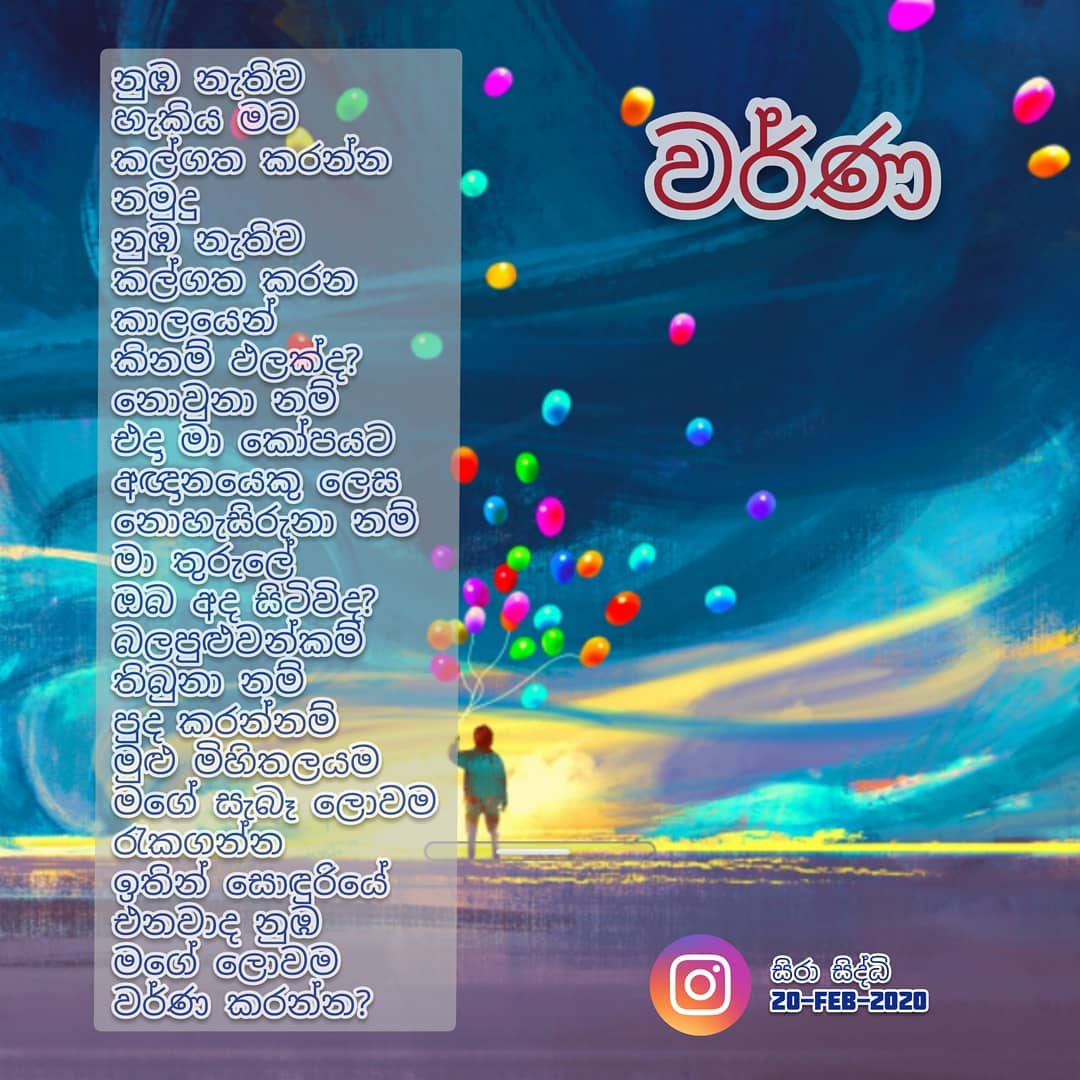 වර්ණ
නුඹ නැතිව
හැකිය මට
කල්ගත කරන්න
නමුදු
නුඹ නැතිව
කල්ගත කරන
කාලයෙන්
කිනම් ඵලක්ද?
නොවුනා නම්
එදා මා කෝපයට
අඥානයෙකු ලෙස
නොහැසිරුනා නම්
මා තුරුලේ
ඔබ අද සිටිවිද?
බලපුළුවන්කම්
තිබුනා නම්
පුද කරන්නම්
මුළු මිහිතලයම
මගේ සැබෑ ලොවම
රැකගන්න
ඉතින් සොඳුරියේ
එනවාද නුඹ
මගේ ලොවම
වර්ණ කරන්න?
සිරා සිද්ධි
20-FEB-2020